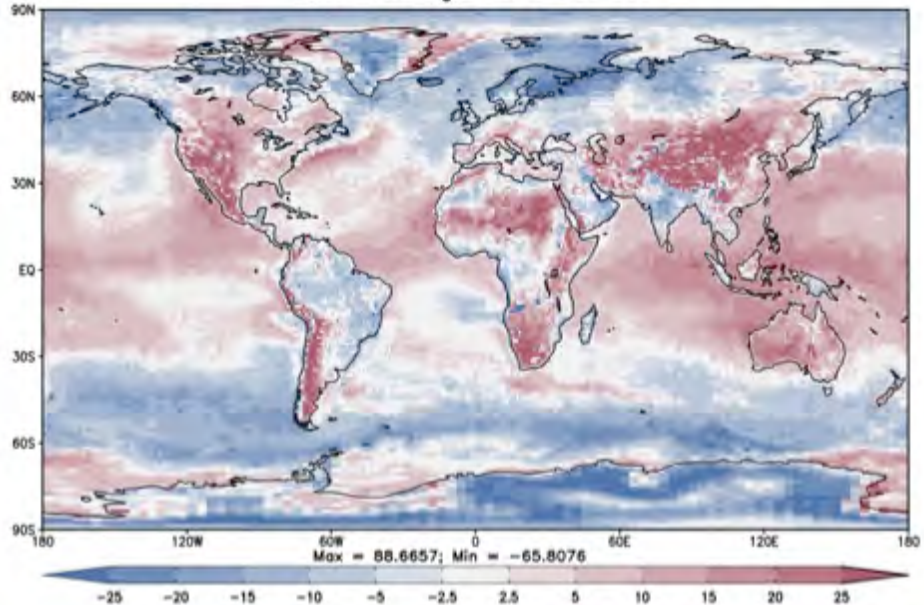 90N
60N
30N
EQ
30S
60S
90S
180 120W 60W 0 60E 120E 180
Max = 88.6657; Min = -65.8076
-25 -20 -15 -10 -5 -2.5 2.5 5 10 15 20 25